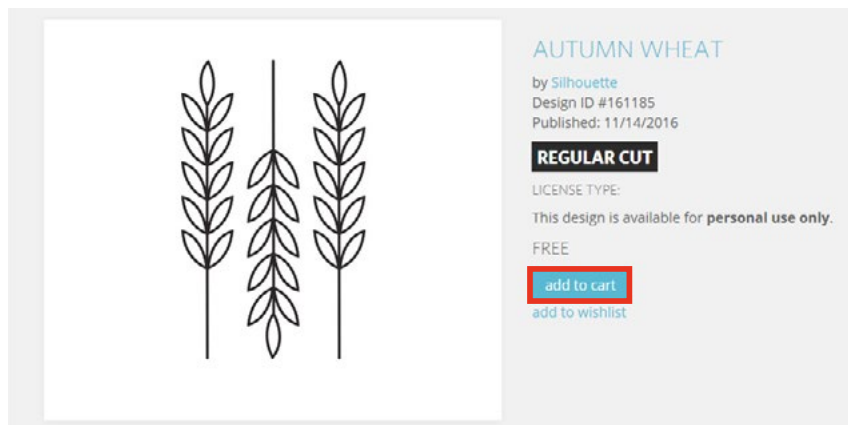 AUTUMN WHEAT
by Silhouette
Design ID #161185
Published: 11/14/2016
REGULAR CUT
LICENSE TYPE:
This design is available for personal use only.
FREE
add to cart
add to wishlist